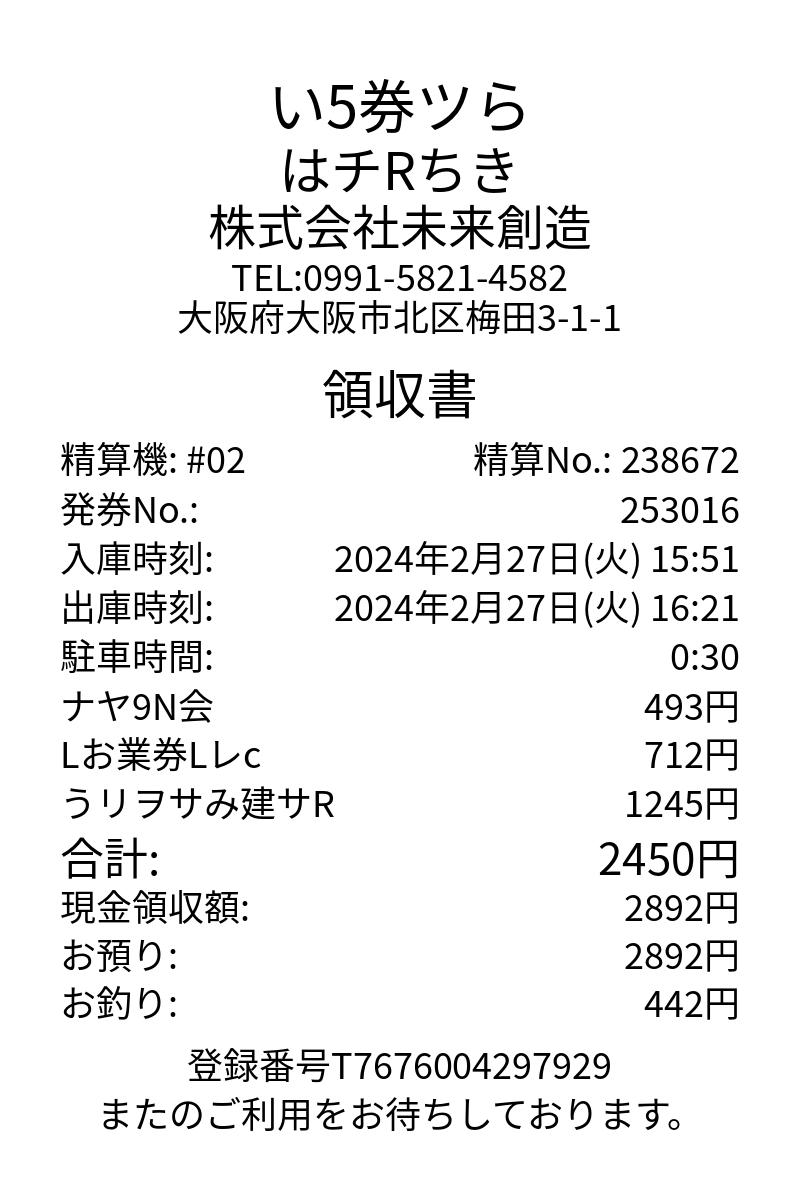 い5券ツら
はチRちき
株式会社未来創造
TEL:0991-5821-4582
大阪府大阪市北区梅田3-1-1
領収書
精算機: #02 精算No.: 238672
発券No.: 253016
入庫時刻: 2024年2月27日(火) 15:51
出庫時刻: 2024年2月27日(火) 16:21
駐車時間: 0:30
ナヤ9N会 493円
Lお業券Lレc 712円
うリヲサみ建サR 1245円
合計: 2450円
現金領収額: 2892円
お預り: 2892円
お釣り: 442円
登録番号T7676004297929
またのご利用をお待ちしております。